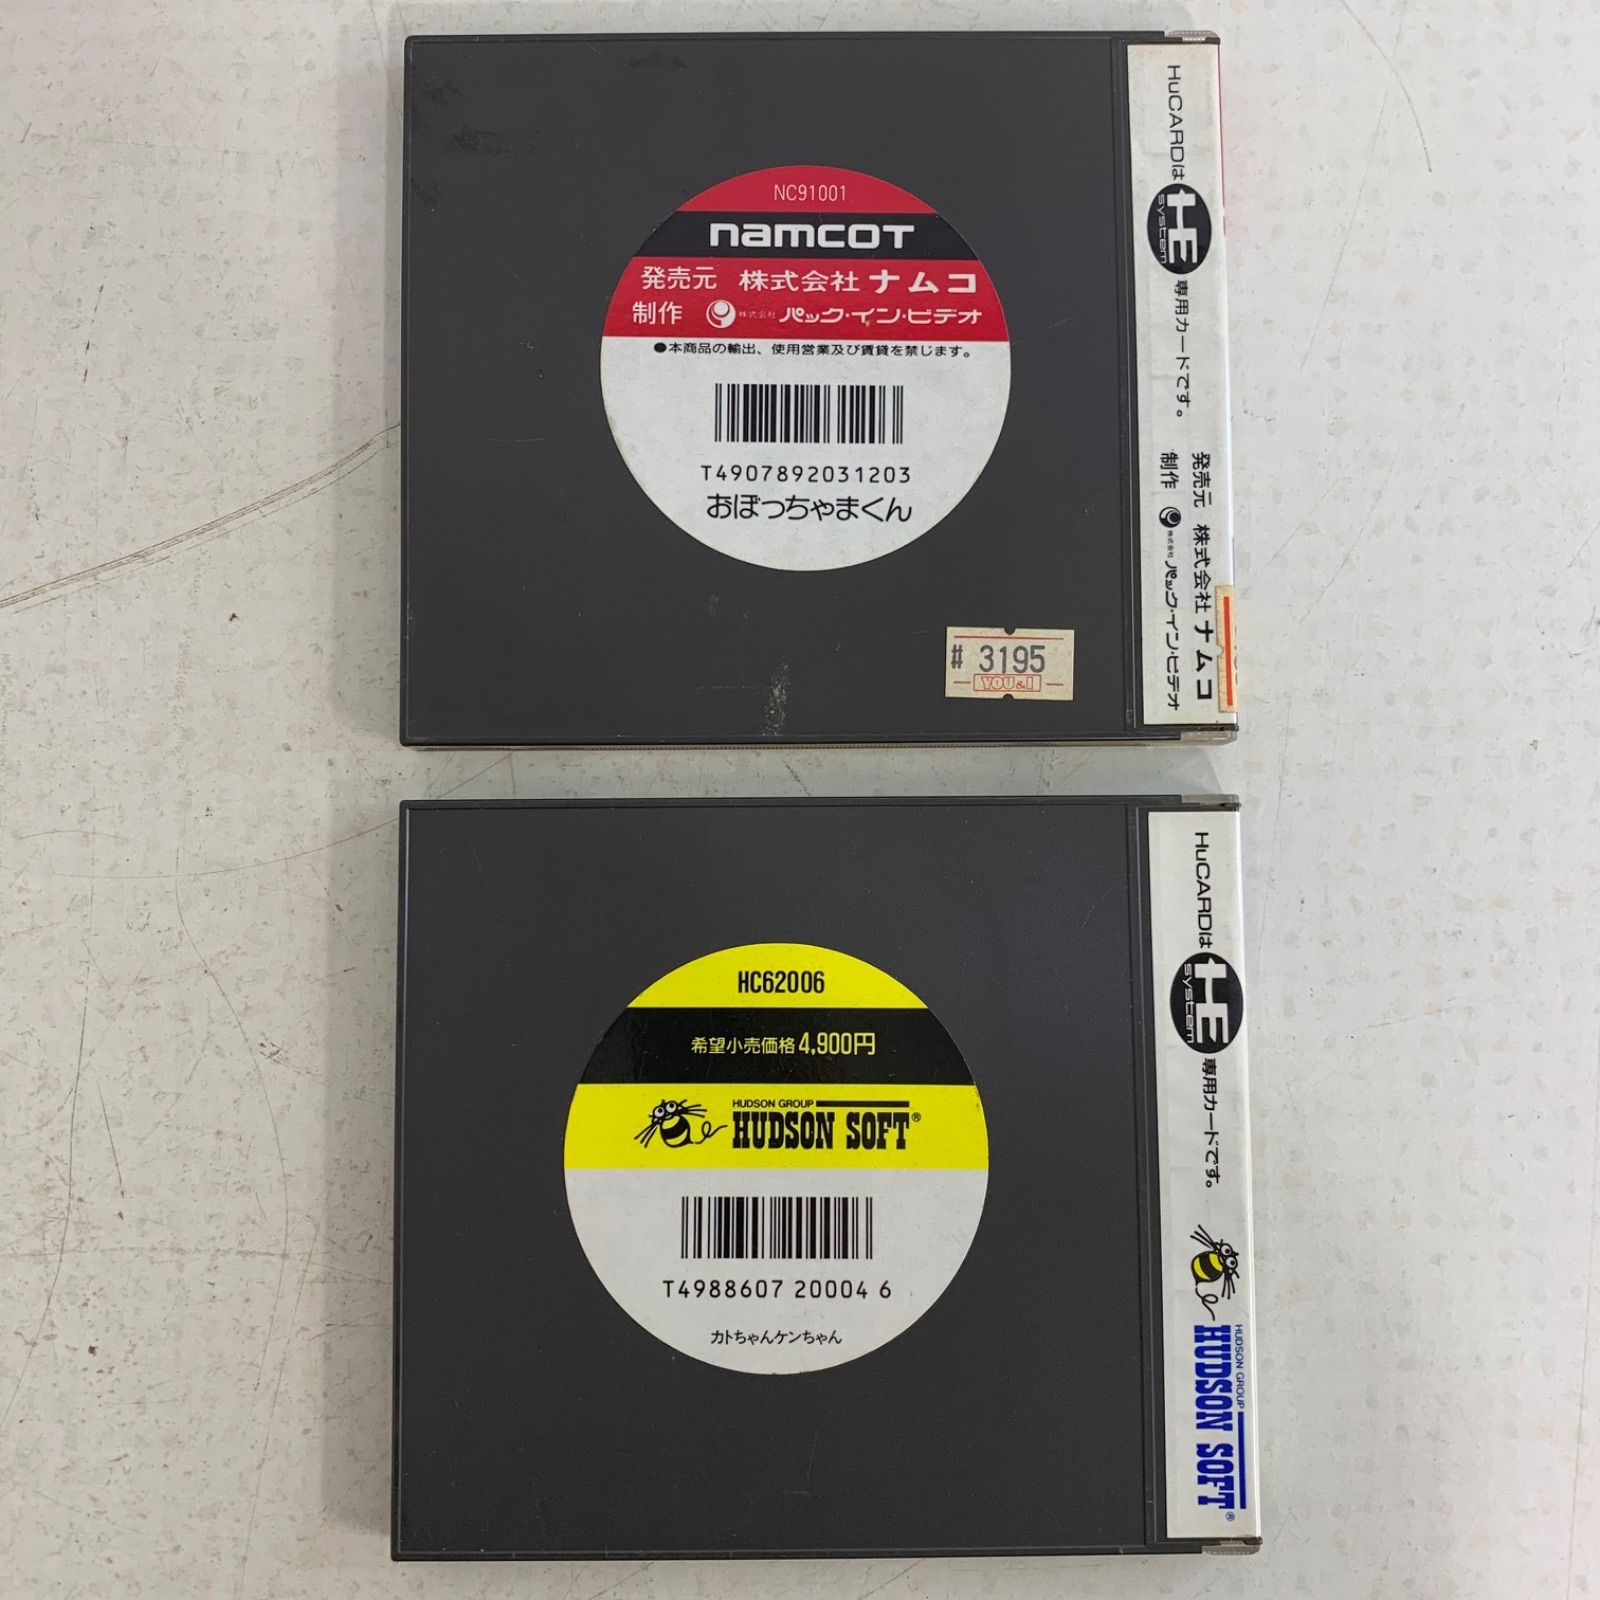 NC91001
namcot
発売元 株式会社 ナムコ
制作 株式会社 パック・イン・ビデオ
●本商品の輸出、使用営業及び賃貸を禁じます。
T4907892031203
おぼっちゃまくん
# 3195
YOU & I
HuCARDは HE system 専用カードです。
発売元 株式会社 ナムコ
制作 株式会社 パック・イン・ビデオ
HC62006
希望小売価格 4,900円
HUDSON GROUP
HUDSON SOFT®
T4988607 20004 6
カトちゃんケンちゃん
HuCARDは HE system 専用カードです。
HUDSON GROUP
HUDSON SOFT®